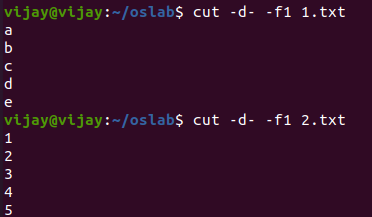 vijay@vijay:~/oslab$ cut -d- -f1 1.txt
a
b
c
d
e
vijay@vijay:~/oslab$ cut -d- -f1 2.txt
1
2
3
4
5